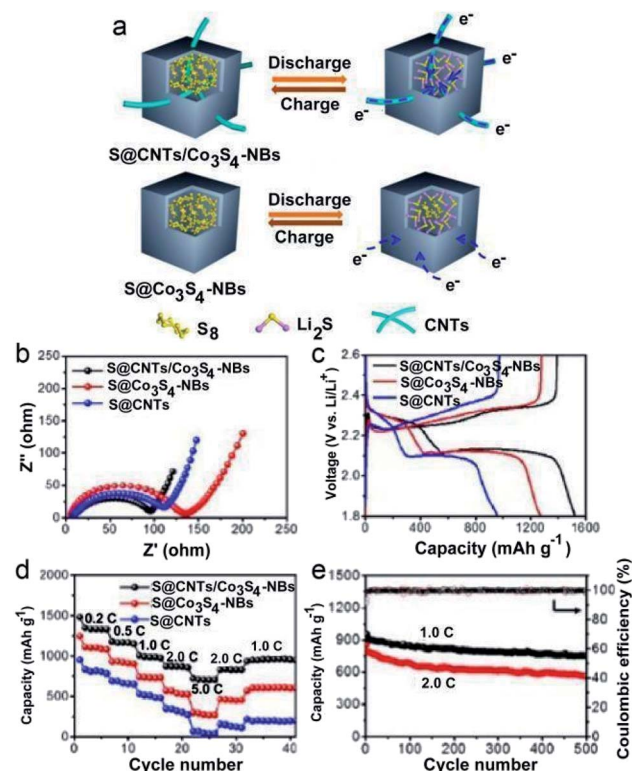 a
Discharge
Charge
e⁻
e⁻
e⁻
e⁻
S@CNTs/Co₃S₄-NBs
Discharge
Charge
e⁻
e⁻
e⁻
S@Co₃S₄-NBs
S₈
Li₂S
CNTs
b
250
200
150
100
50
0
Z'' (ohm)
S@CNTs/Co₃S₄-NBs
S@Co₃S₄-NBs
S@CNTs
0 50 100 150 200 250
Z' (ohm)
c
2.6
2.4
2.2
2.0
1.8
Voltage (V vs. Li/Li⁺)
S@CNTs/Co₃S₄-NBs
S@Co₃S₄-NBs
S@CNTs
0 400 800 1200 1600
Capacity (mAh g⁻¹)
d
2000
1500
1000
500
0
Capacity (mAh g⁻¹)
S@CNTs/Co₃S₄-NBs
S@Co₃S₄-NBs
S@CNTs
0.2 C
0.5 C
1.0 C
2.0 C
5.0 C
2.0 C
1.0 C
0 10 20 30 40
Cycle number
e
1500
1200
900
600
300
0
Capacity (mAh g⁻¹)
1.0 C
2.0 C
100
80
60
40
20
0
Coulombic efficiency (%)
0 100 200 300 400 500
Cycle number